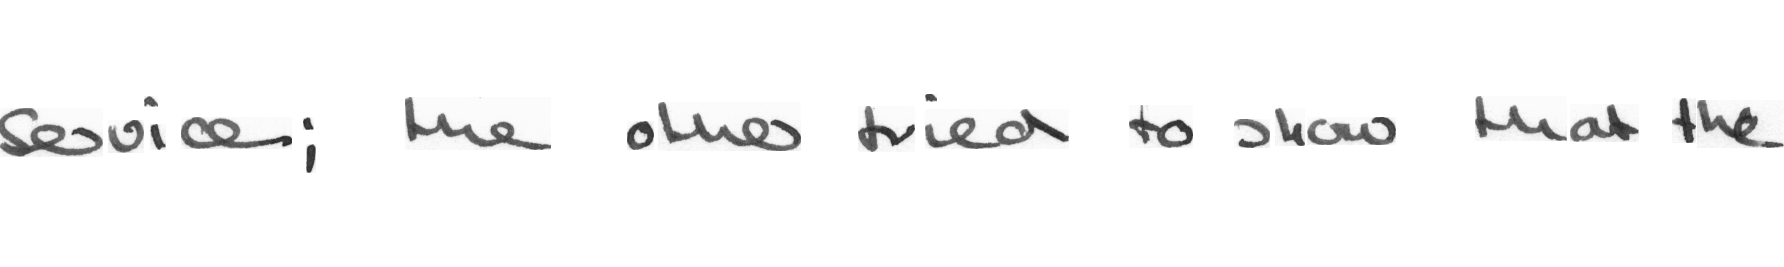 service; the other tried to show that the